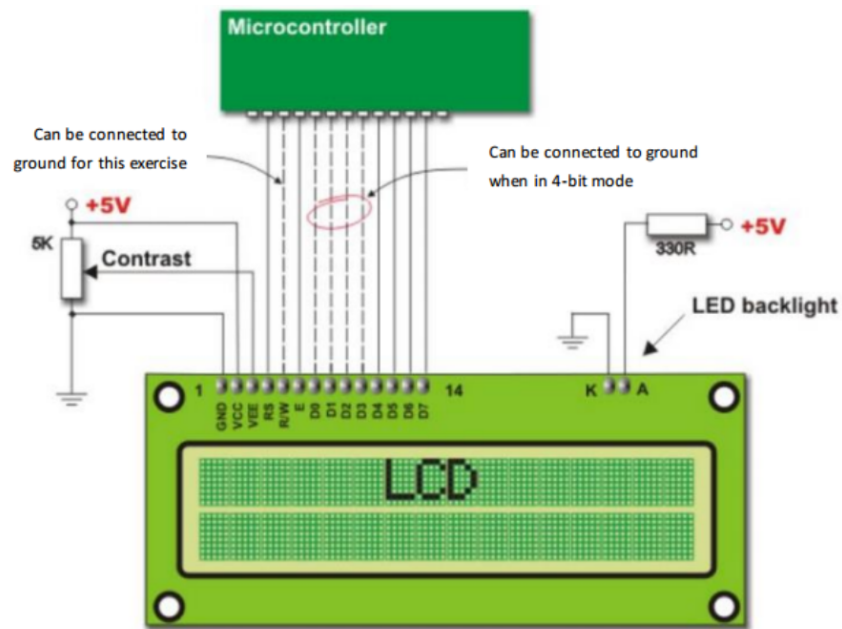 Microcontroller
Can be connected to
ground for this exercise
Can be connected to ground
when in 4-bit mode
+5V
5K
Contrast
330R
+5V
LED backlight
1
GND
VCC
VEE
RS
R/W
E
D0
D1
D2
D3
D4
D5
D6
D7
14
K
A
LCD